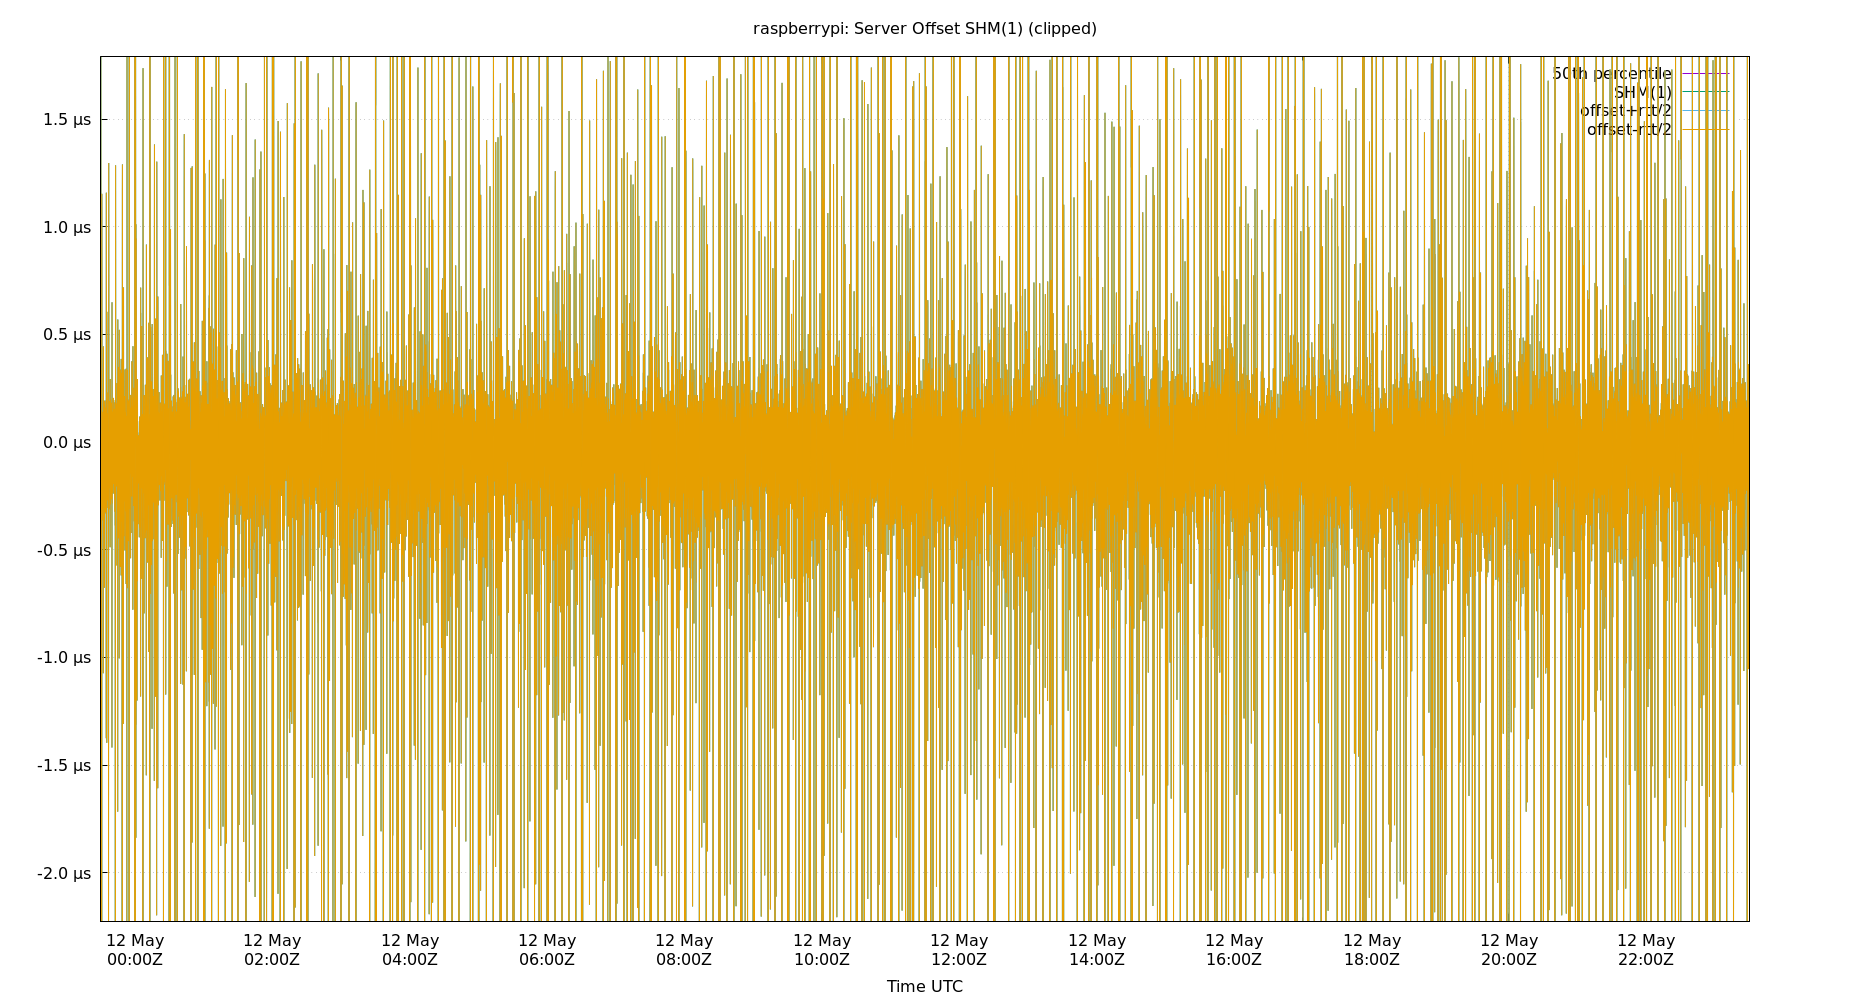 raspberrypi: Server Offset SHM(1) (clipped)
50th percentile
SHM(1)
offset+rtt/2
offset-rtt/2
1.5 µs
1.0 µs
0.5 µs
0.0 µs
-0.5 µs
-1.0 µs
-1.5 µs
-2.0 µs
12 May 12 May 12 May 12 May 12 May 12 May 12 May 12 May 12 May 12 May 12 May 12 May
00:00Z 02:00Z 04:00Z 06:00Z 08:00Z 10:00Z 12:00Z 14:00Z 16:00Z 18:00Z 20:00Z 22:00Z
Time UTC